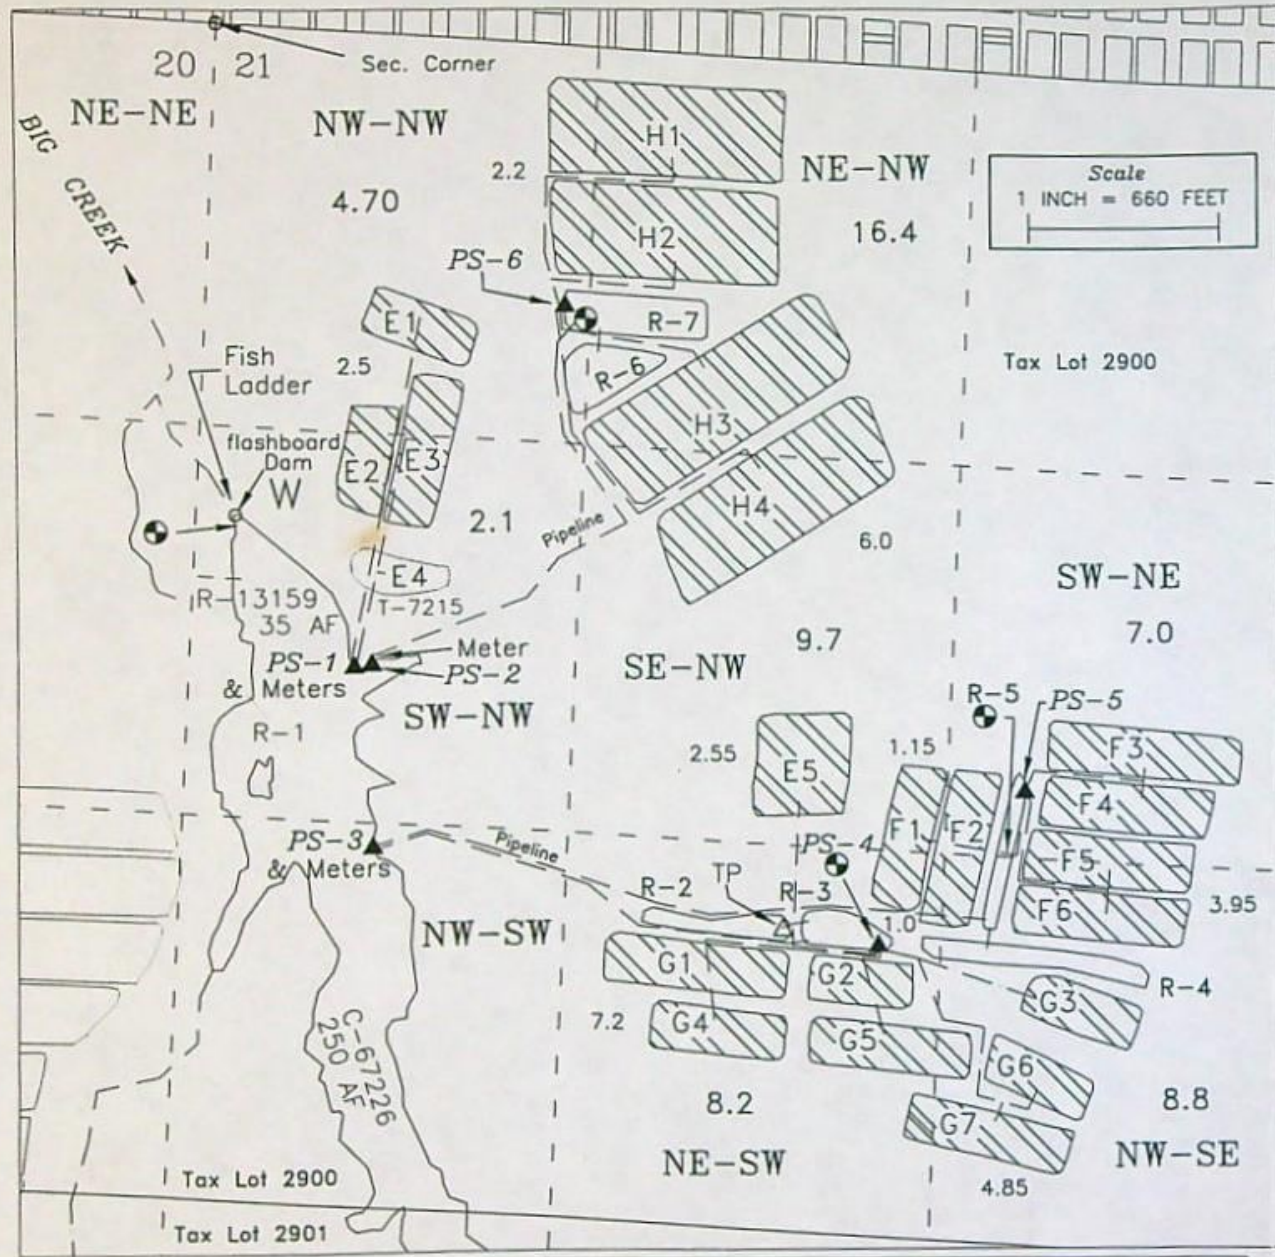 20
21
Sec. Corner
NE-NE
NW-NW
BIG CREEK
4.70
2.2
H1
NE-NW
16.4
Scale
1 INCH = 660 FEET
H2
PS-6
R-7
E1
2.5
Fish
Ladder
R-6
Tax Lot 2900
H3
flashboard
Dam
W
E2
E3
2.1
Pipeline
H4
6.0
E4
R-13159
35 AF
T-7215
SW-NE
7.0
9.7
SE-NW
Meter
PS-1
& Meters
PS-2
SW-NW
R-1
R-5
PS-5
2.55
E5
1.15
F3
F4
F1
F2
F5
F6
3.95
PS-3
& Meters
Pipeline
PS-4
R-2
TP
R-3
1.0
NW-SW
G1
G2
R-4
G3
7.2
G4
G5
G6
C-67226
250 AF
8.2
8.8
G7
NE-SW
NW-SE
4.85
Tax Lot 2900
Tax Lot 2901